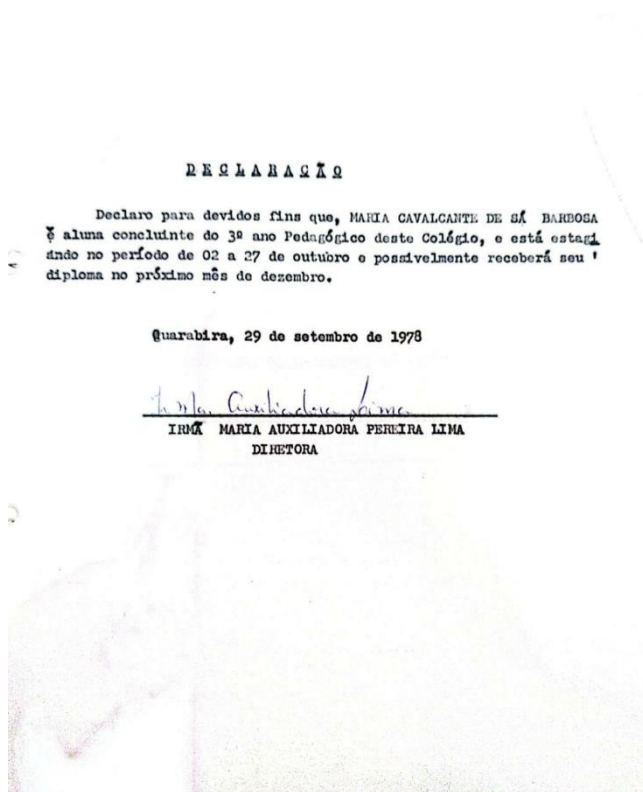 DECLARAÇÃO
Declaro para devidos fins que, MARIA CAVALCANTE DE SÁ BARBOSA
é aluna concluinte do 3º ano Pedagógico deste Colégio, e está estagi
ando no período de 02 a 27 de outubro e possivelmente receberá seu '
diploma no próximo mês de dezembro.
Guarabira, 29 de setembro de 1978
Irmã Auxiliadora Lima
IRMÃ MARIA AUXILIADORA PEREIRA LIMA
DIRETORA